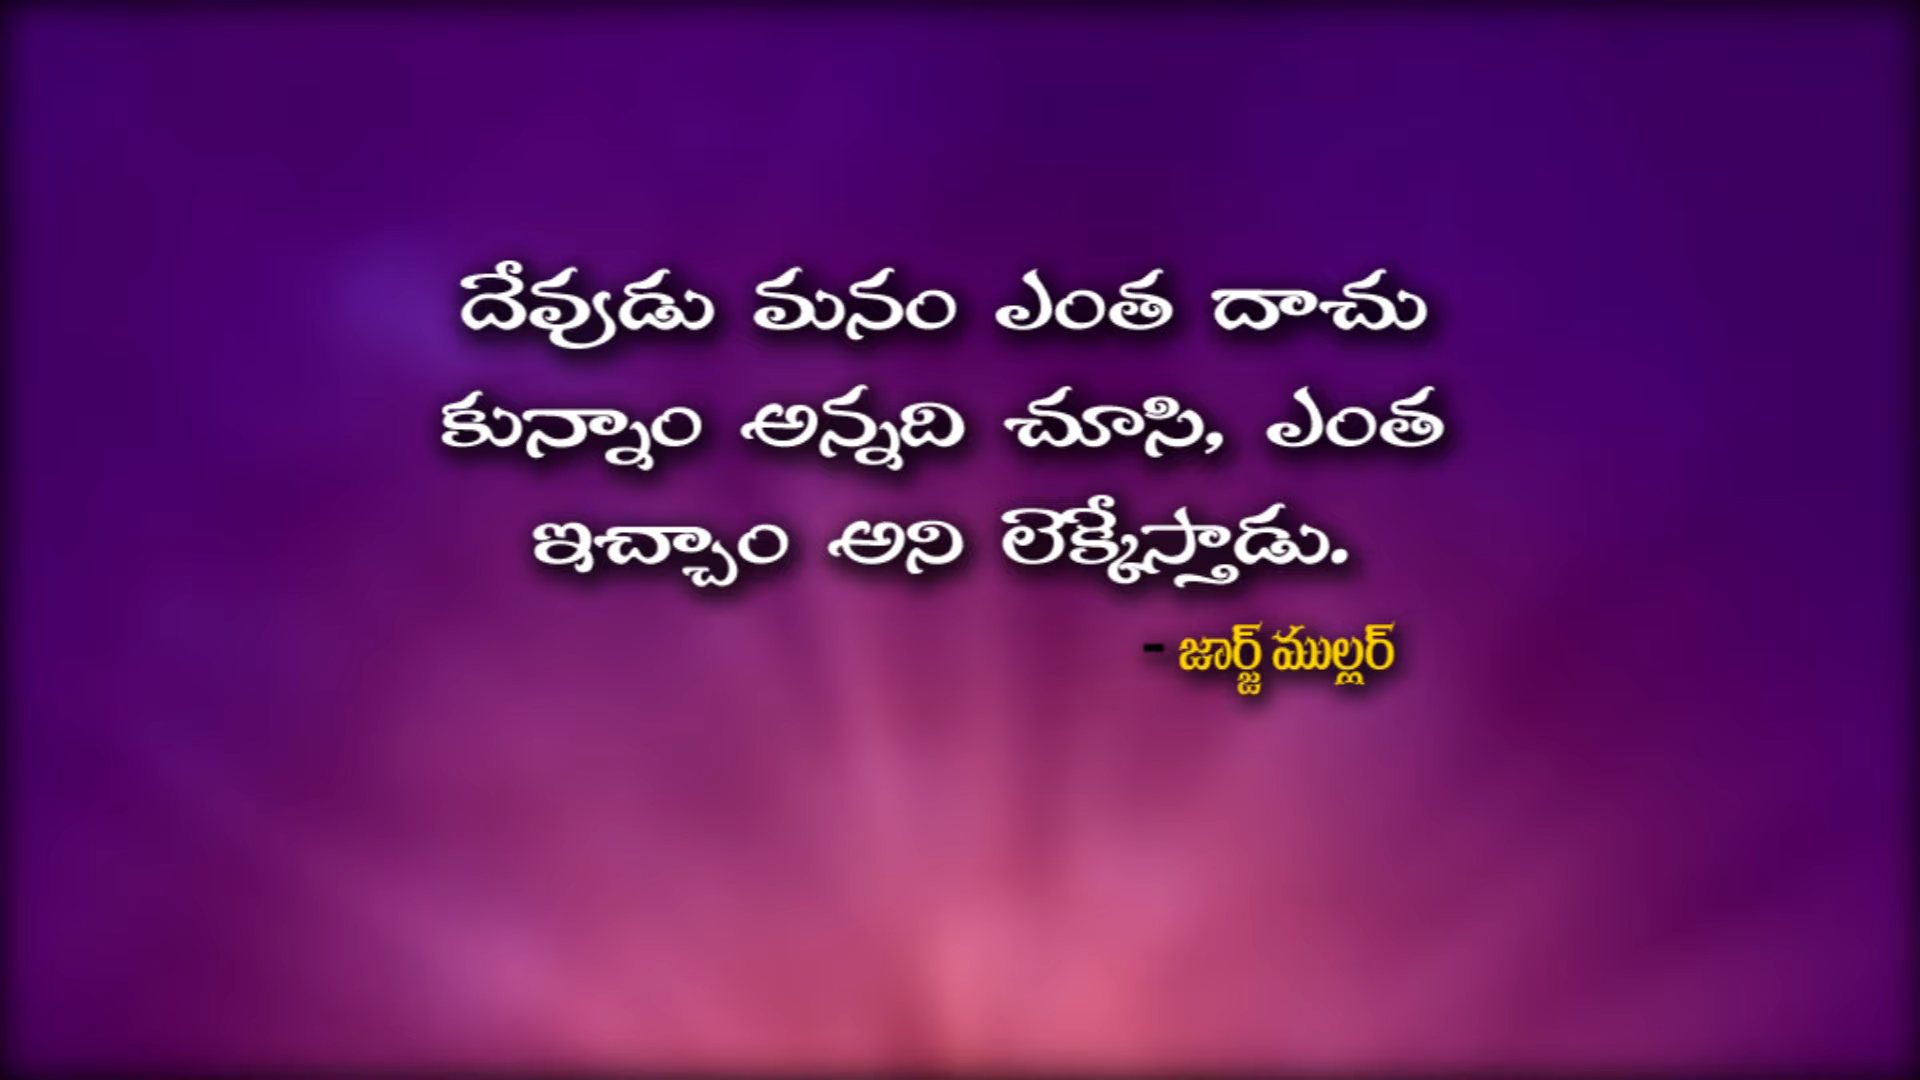 దేవుడు మనం ఎంత దాచు
కున్నాం అన్నది చూసి, ఎంత
ఇచ్చాం అని లెక్కేస్తాడు.
- జార్జ్ ముల్లర్